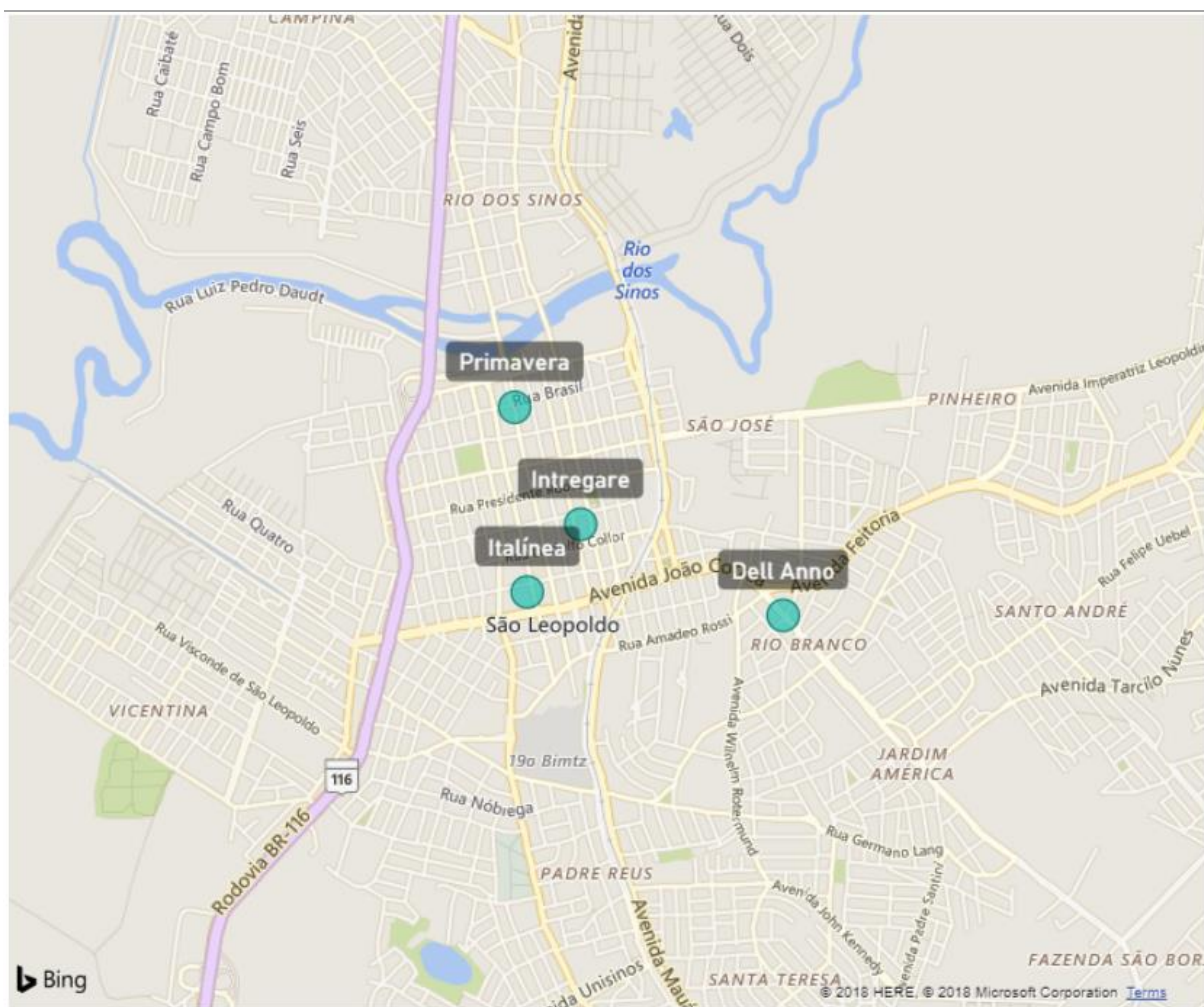 CAMPINA
Rua Caibaté
Rua Campo Bom
Rua Seis
Avenida
Rua Dois
RIO DOS SINOS
Rio
dos
Sinos
Rua Luiz Pedro Daudt
Primavera
Rua Brasil
Avenida Imperatriz Leopoldin
PINHEIRO
SÃO JOSÉ
Intregare
Rua Presidente
Rua Quatro
Italínea
Collor
Avenida Feitoria
Rua Felipe Uebel
Dell Anno
Avenida João
São Leopoldo
Rua Amadeo Rossi
RIO BRANCO
SANTO ANDRÉ
Rua Visconde de São Leopoldo
VICENTINA
Avenida Tarcílo Nunes
Avenida Wilhelm Rotermund
19o Bimtz
JARDIM
AMÉRICA
116
Rua Nóbrega
Rodovia BR-116
Rua Germano Lang
PADRE REUS
Avenida John Kennedy
Avenida Mauá
SANTA TERESA
FAZENDA SÃO BOR
Bing
nida Unisinos
venida Padre Santini
© 2018 HERE, © 2018 Microsoft Corporation Terms